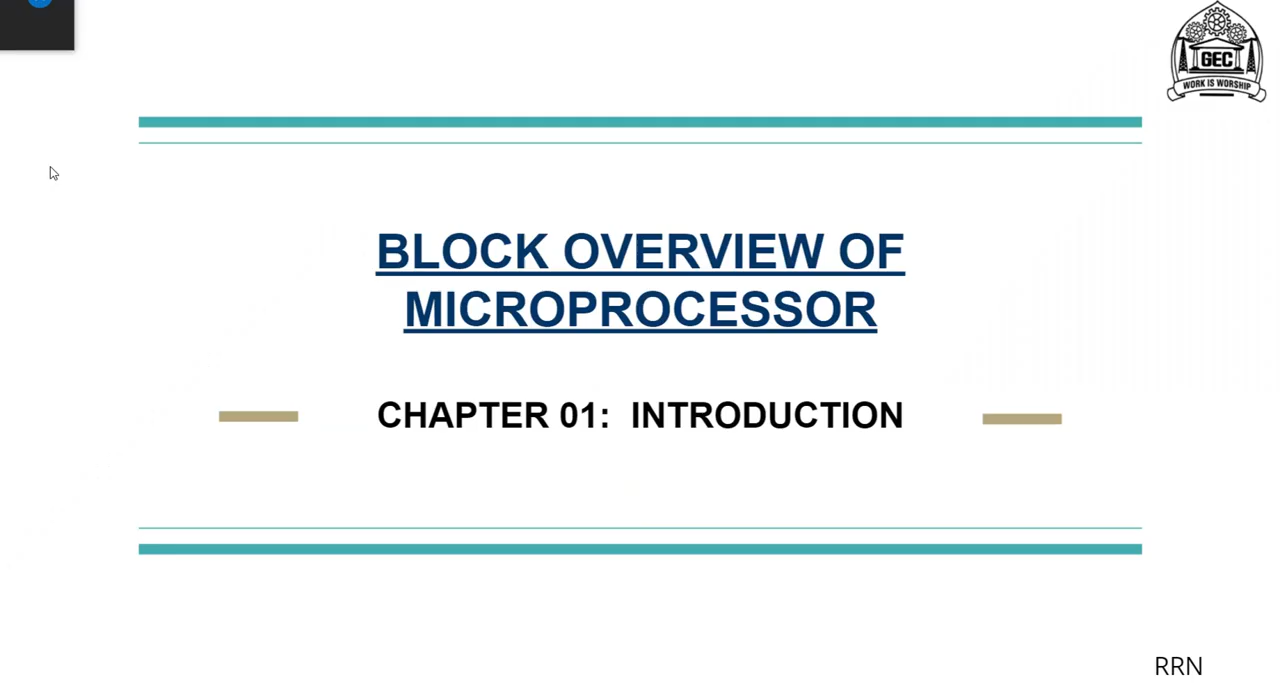 GEC
WORK IS WORSHIP
BLOCK OVERVIEW OF
MICROPROCESSOR
CHAPTER 01: INTRODUCTION
RRN